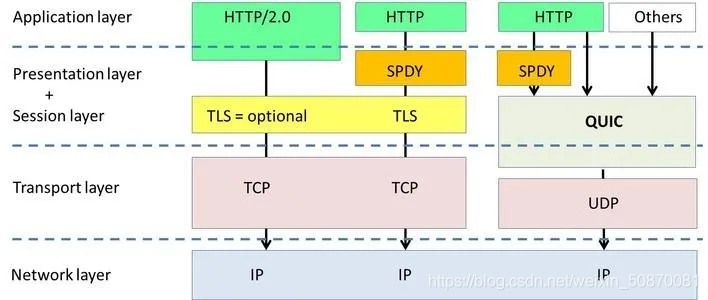 Application layer
HTTP/2.0
HTTP
HTTP
Others
Presentation layer
+
Session layer
SPDY
SPDY
TLS = optional
TLS
QUIC
Transport layer
TCP
TCP
UDP
Network layer
IP
IP
IP
https://blog.csdn.net/weixin_50870081